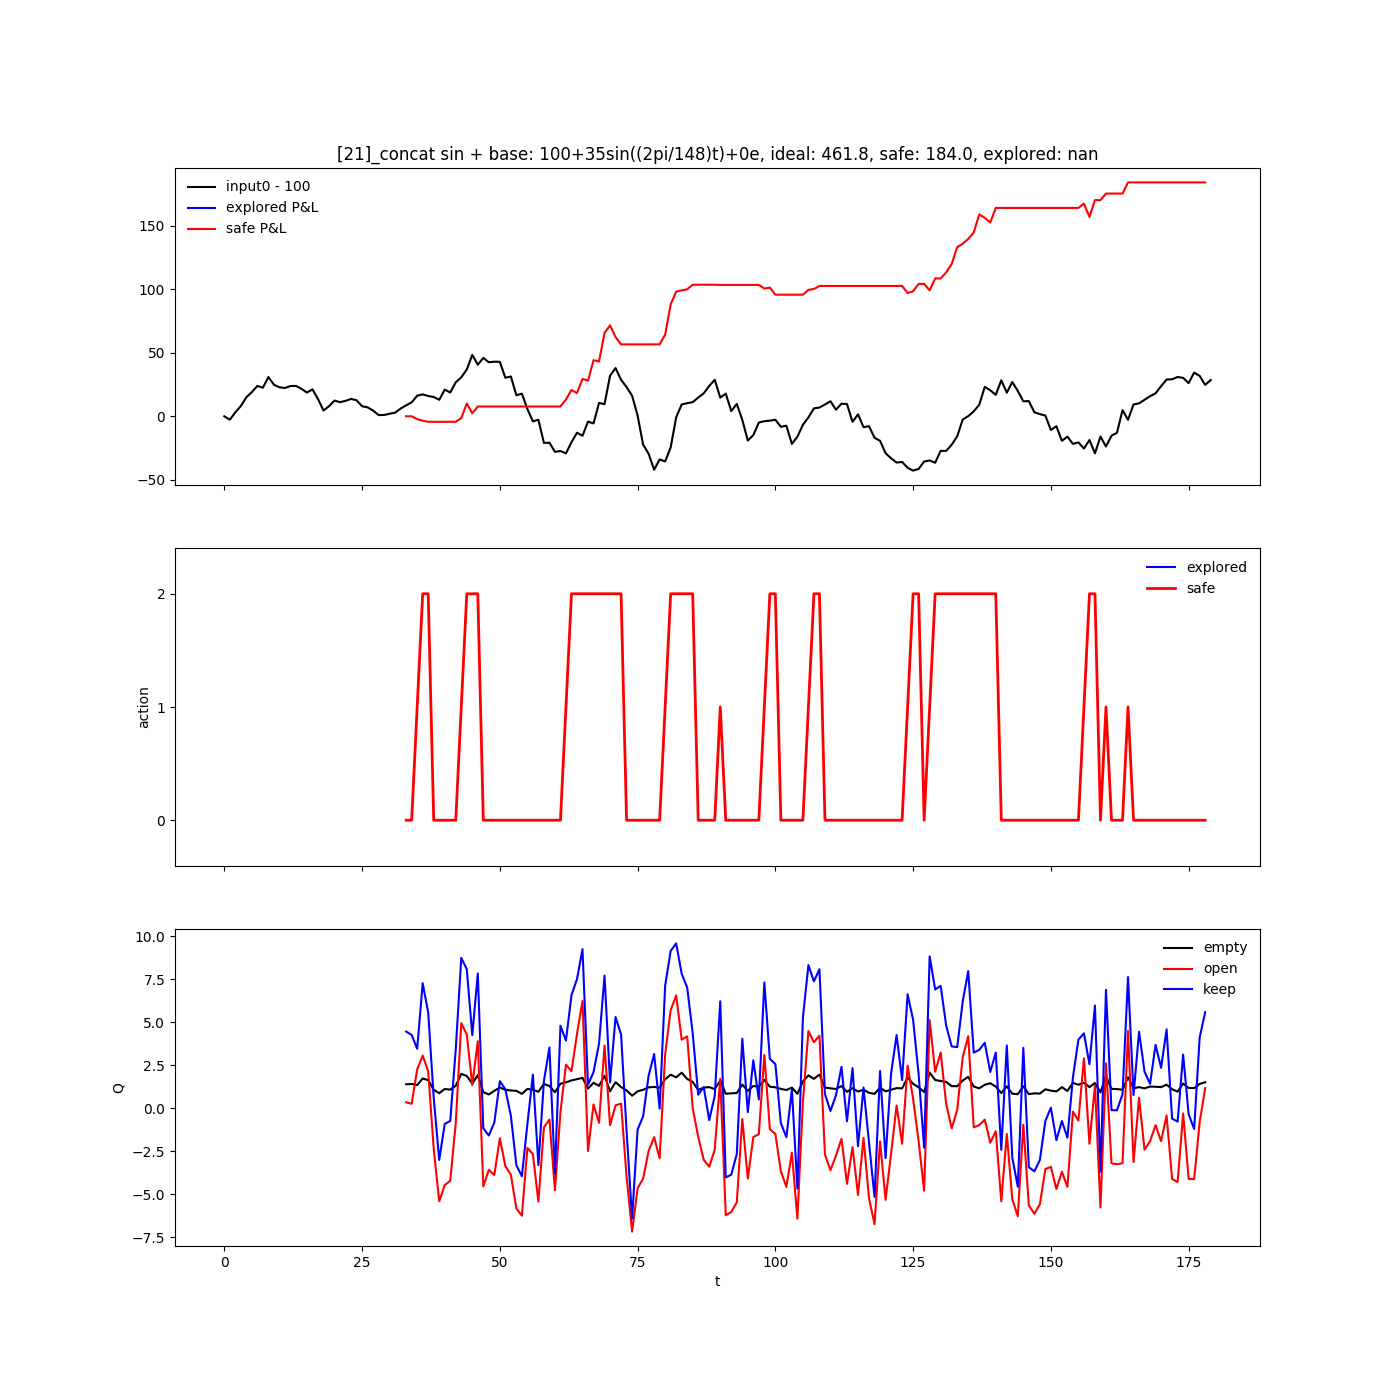 [21]_concat sin + base: 100+35sin((2pi/148)t)+0e, ideal: 461.8, safe: 184.0, explored: nan
input0 - 100
explored P&L
safe P&L
150
100
50
0
−50
explored
safe
2
1
0
action
empty
open
keep
10.0
7.5
5.0
2.5
0.0
−2.5
−5.0
−7.5
Q
0 25 50 75 100 125 150 175
t